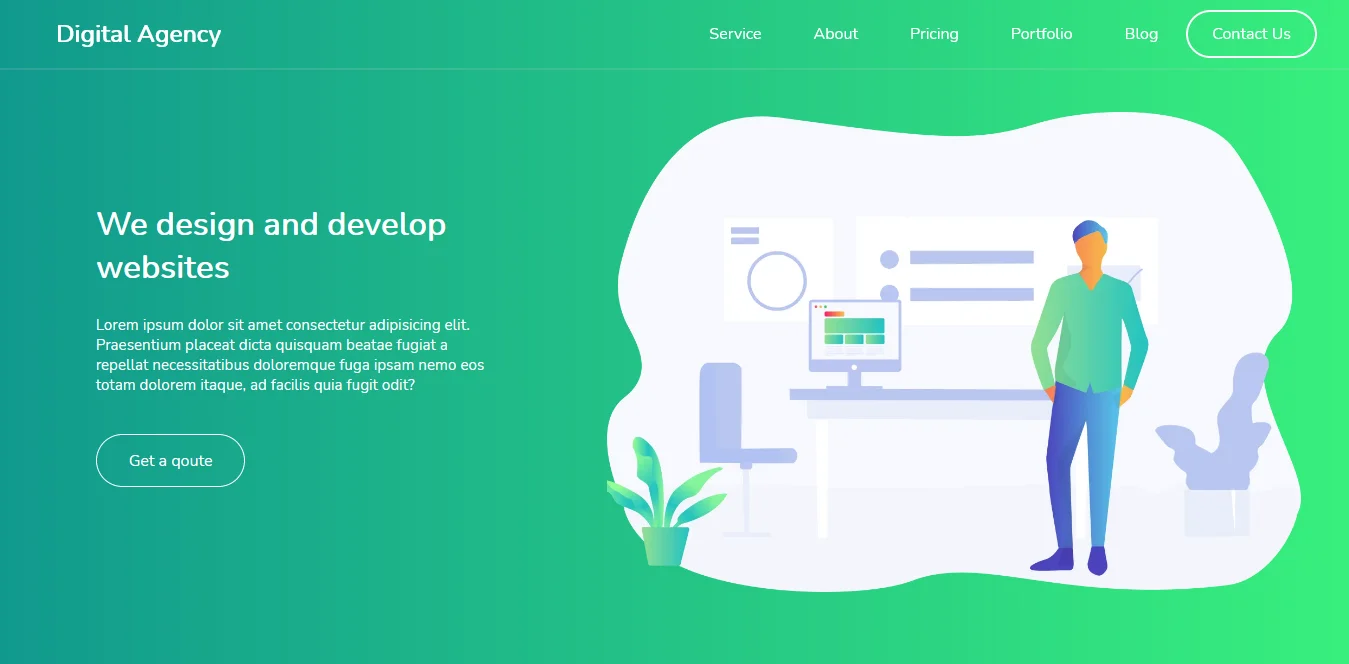 Digital Agency
Service
About
Pricing
Portfolio
Blog
Contact Us
We design and develop
websites
Lorem ipsum dolor sit amet consectetur adipisicing elit.
Praesentium placeat dicta quisquam beatae fugiat a
repellat necessitatibus doloremque fuga ipsam nemo eos
totam dolorem itaque, ad facilis quia fugit odit?
Get a qoute